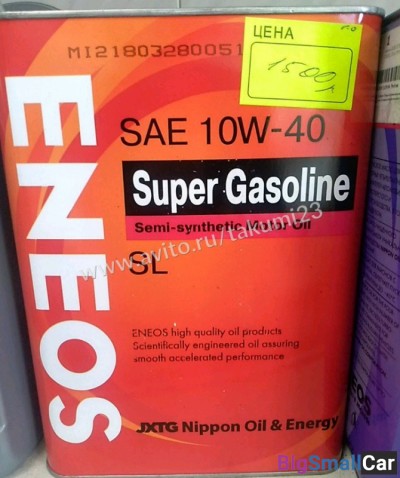 ЦЕНА
1500
MI21803280051
ENEOS
SAE 10W-40
Super Gasoline
Semi-synthetic Motor Oil
www.avito.ru/takumi23
SL
ENEOS high quality oil products
Scientifically engineered oil assuring
smooth accelerated performance
JXTG Nippon Oil & Energy
BigSmallCar